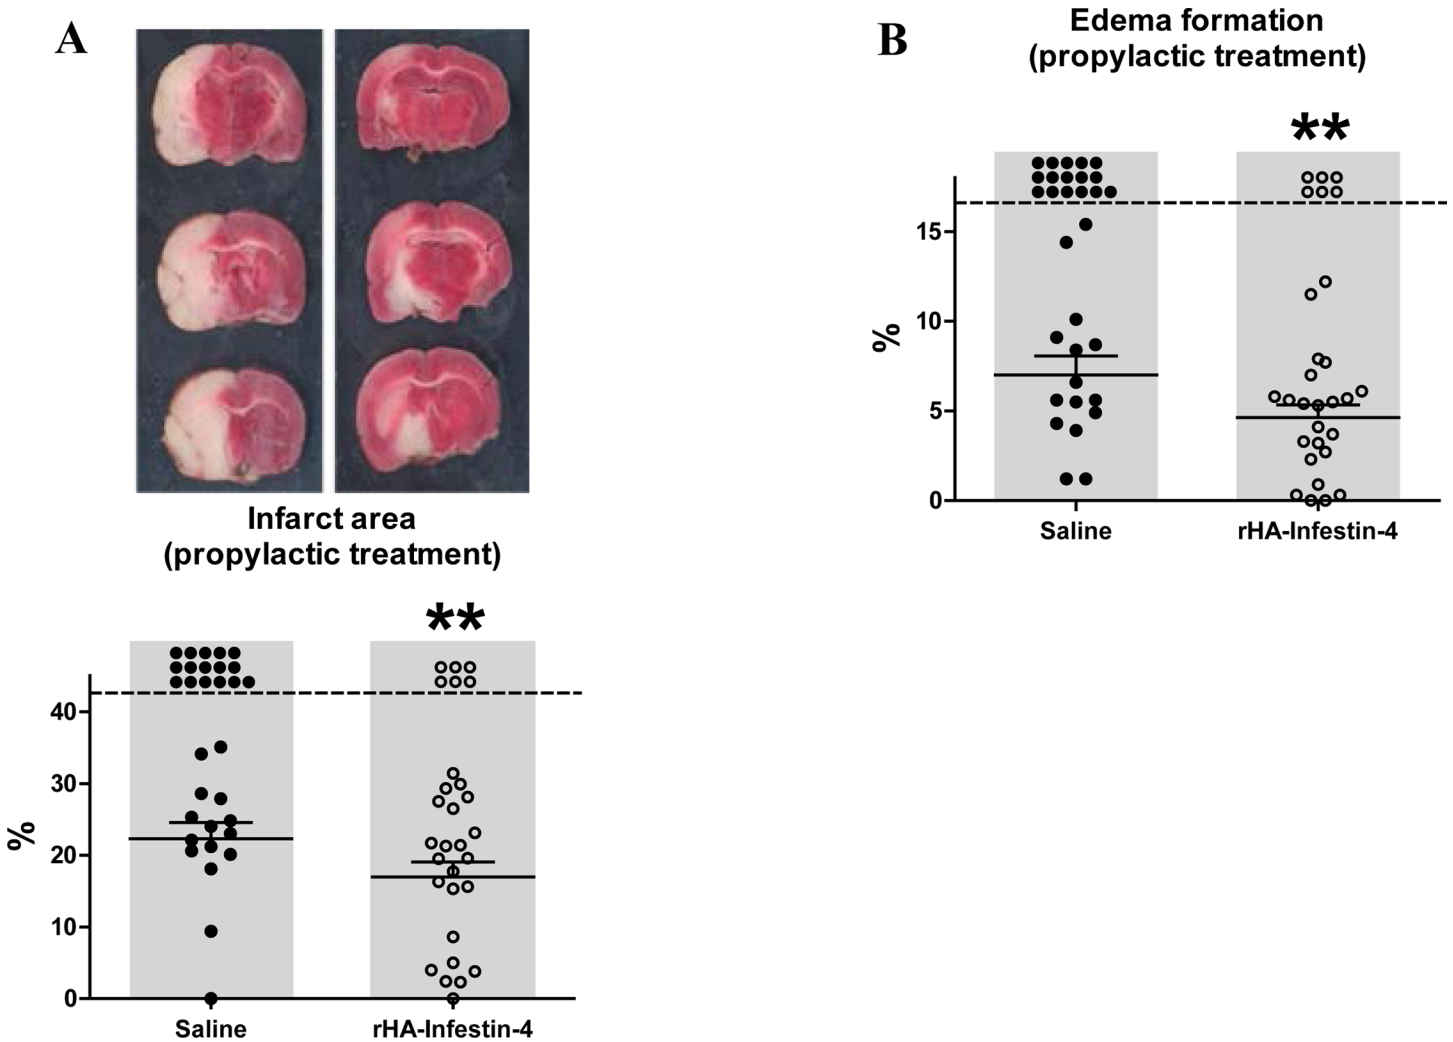 A
Infarct area
(propylactic treatment)
**
%
40
30
20
10
0
Saline
rHA-Infestin-4
B
Edema formation
(propylactic treatment)
**
%
15
10
5
0
Saline
rHA-Infestin-4